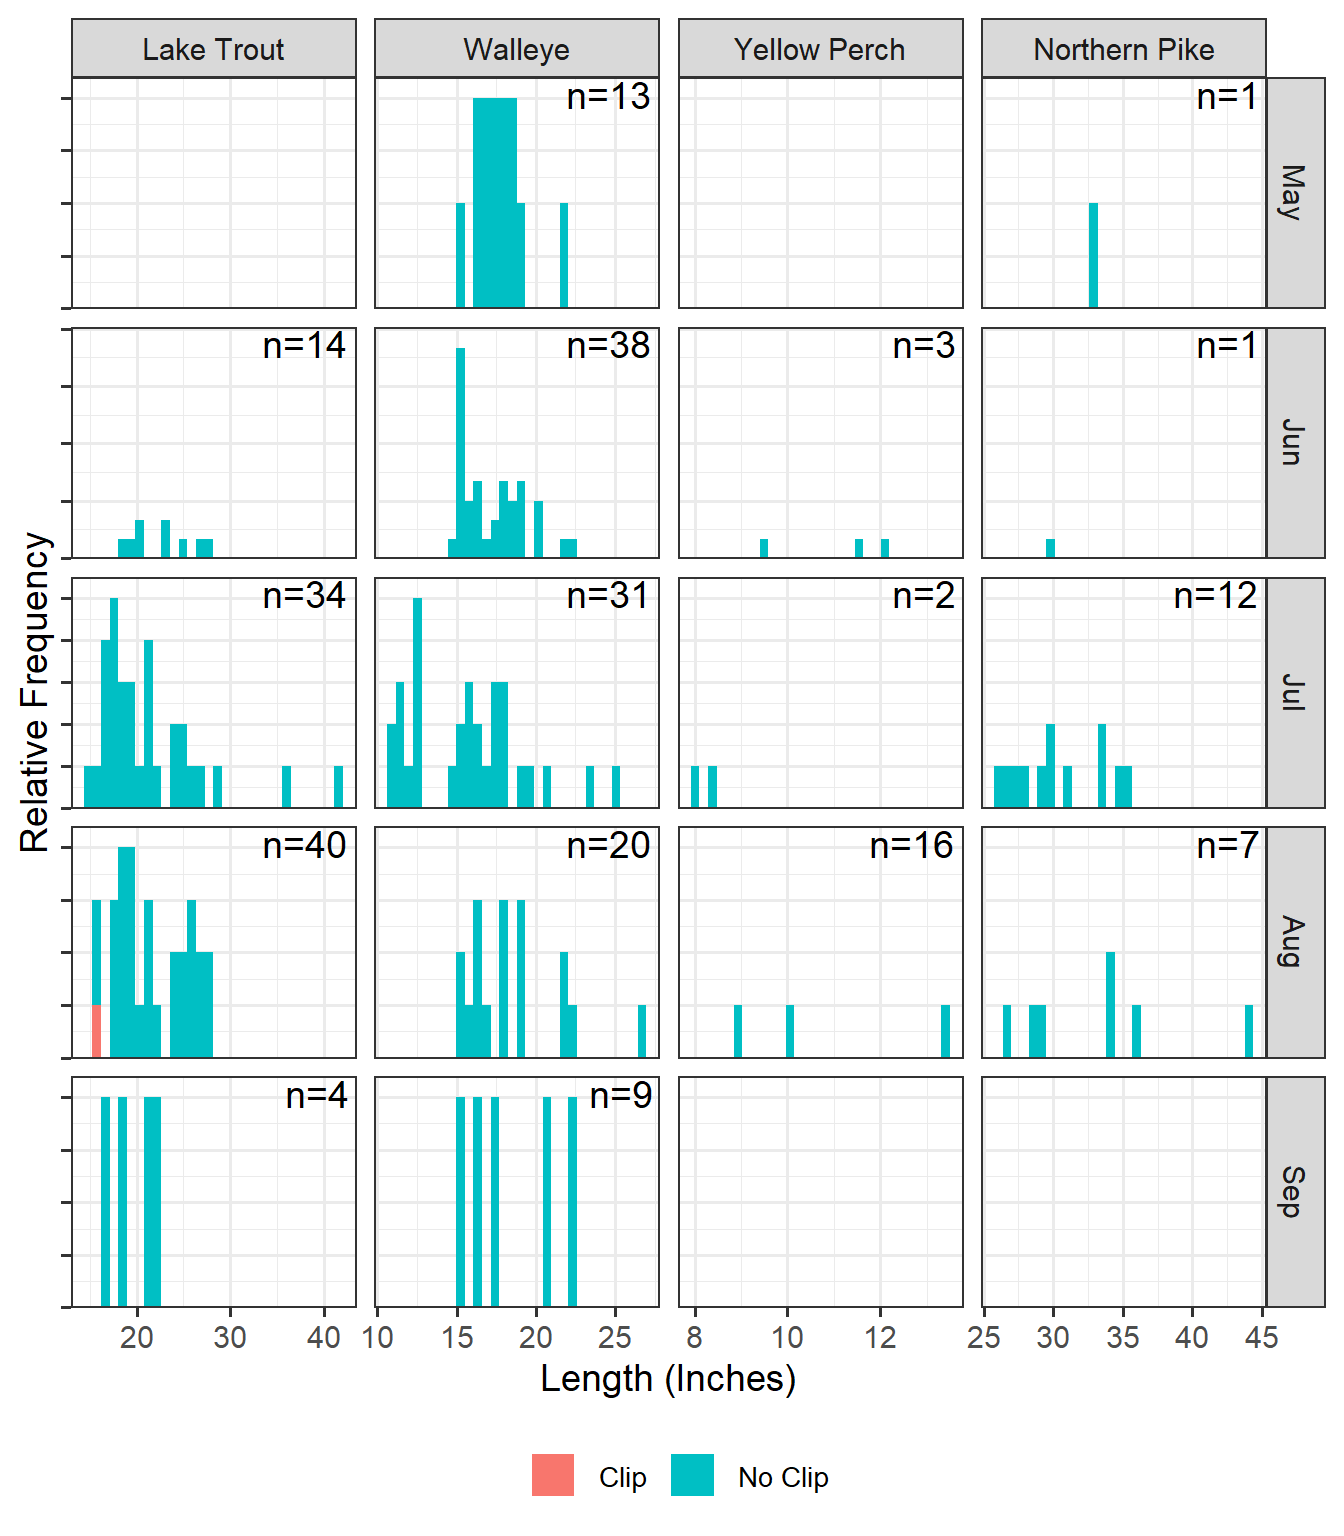 Lake Trout Walleye Yellow Perch Northern Pike
n=13 n=1 May
n=14 n=38 n=3 n=1 Jun
n=34 n=31 n=2 n=12 Jul
n=40 n=20 n=16 n=7 Aug
n=4 n=9 Sep
Relative Frequency
20 30 40 10 15 20 25 8 10 12 25 30 35 40 45
Length (Inches)
Clip No Clip